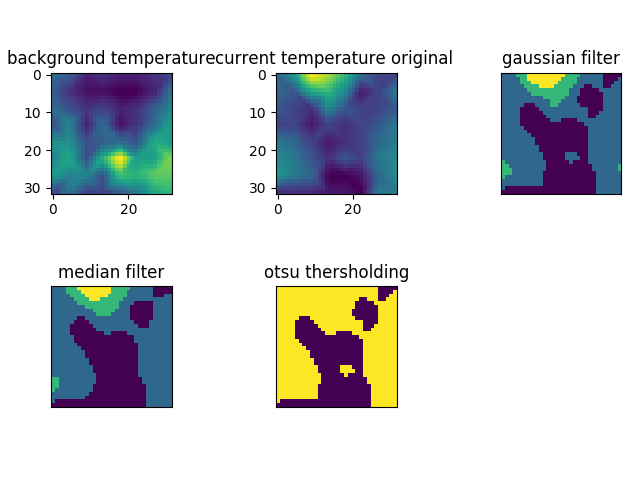 background temperature
current temperature original
gaussian filter
0
10
20
30
0
20
0
10
20
30
0
20
median filter
otsu thersholding